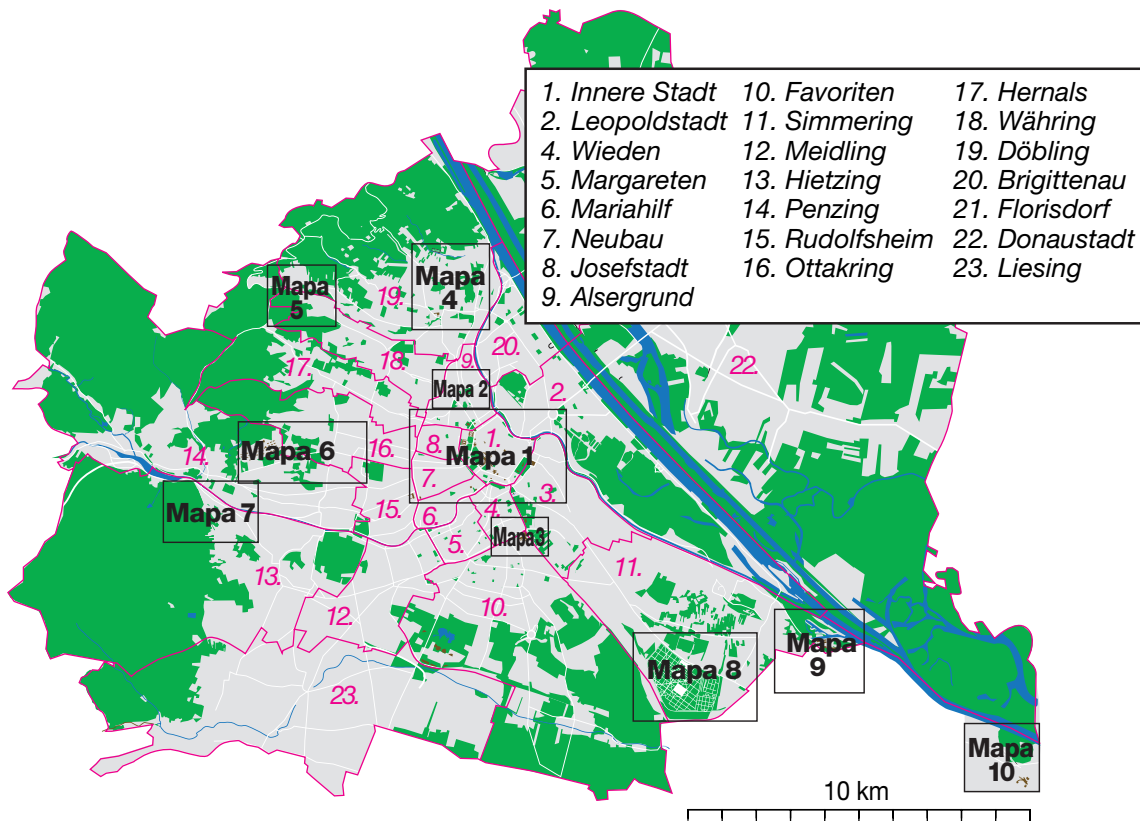 1. Innere Stadt
2. Leopoldstadt
4. Wieden
5. Margareten
6. Mariahilf
7. Neubau
8. Josefstadt
9. Alsergrund
10. Favoriten
11. Simmering
12. Meidling
13. Hietzing
14. Penzing
15. Rudolfsheim
16. Ottakring
17. Hernals
18. Währing
19. Döbling
20. Brigittenau
21. Florisdorf
22. Donaustadt
23. Liesing
Mapa
4
Mapa
5
19.
20.
9.
18.
17.
22.
Mapa 2
2.
Mapa 6
16.
8.
1.
Mapa 1
14.
7.
3.
Mapa 7
15.
6.
4.
Mapa 3
5.
11.
13.
12.
10.
Mapa 8
Mapa
9
23.
Mapa
10
10 km